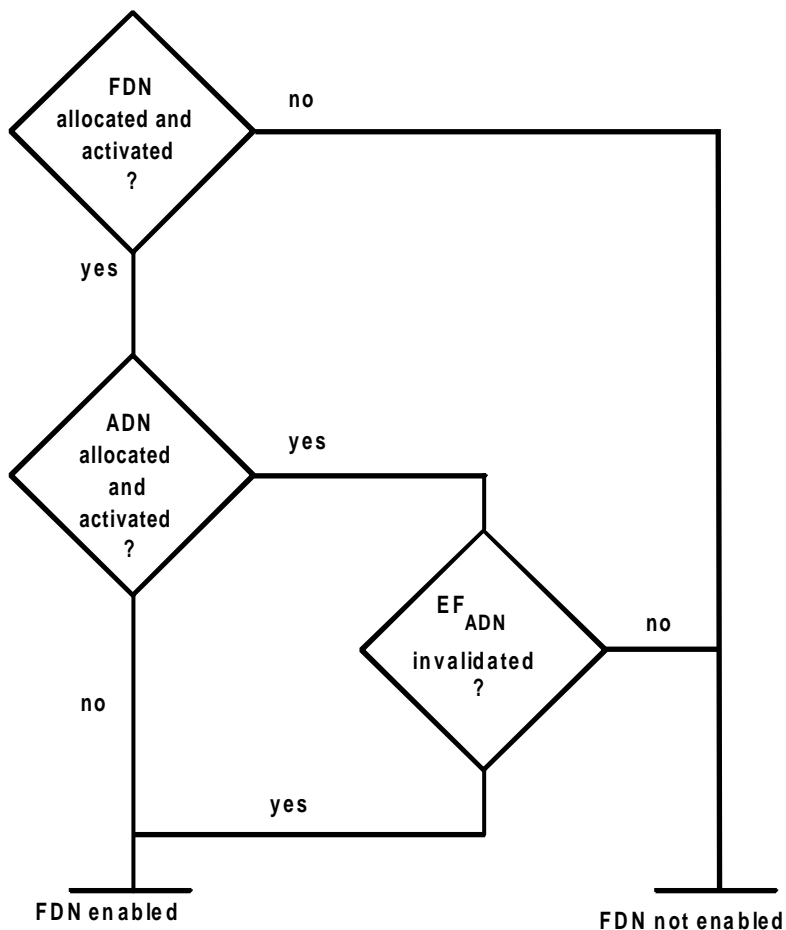 FDN
allocated and
activated
?
no
yes
ADN
allocated
and
activated
?
yes
EF ADN
invalidated
?
no
no
yes
FDN enabled
FDN not enabled